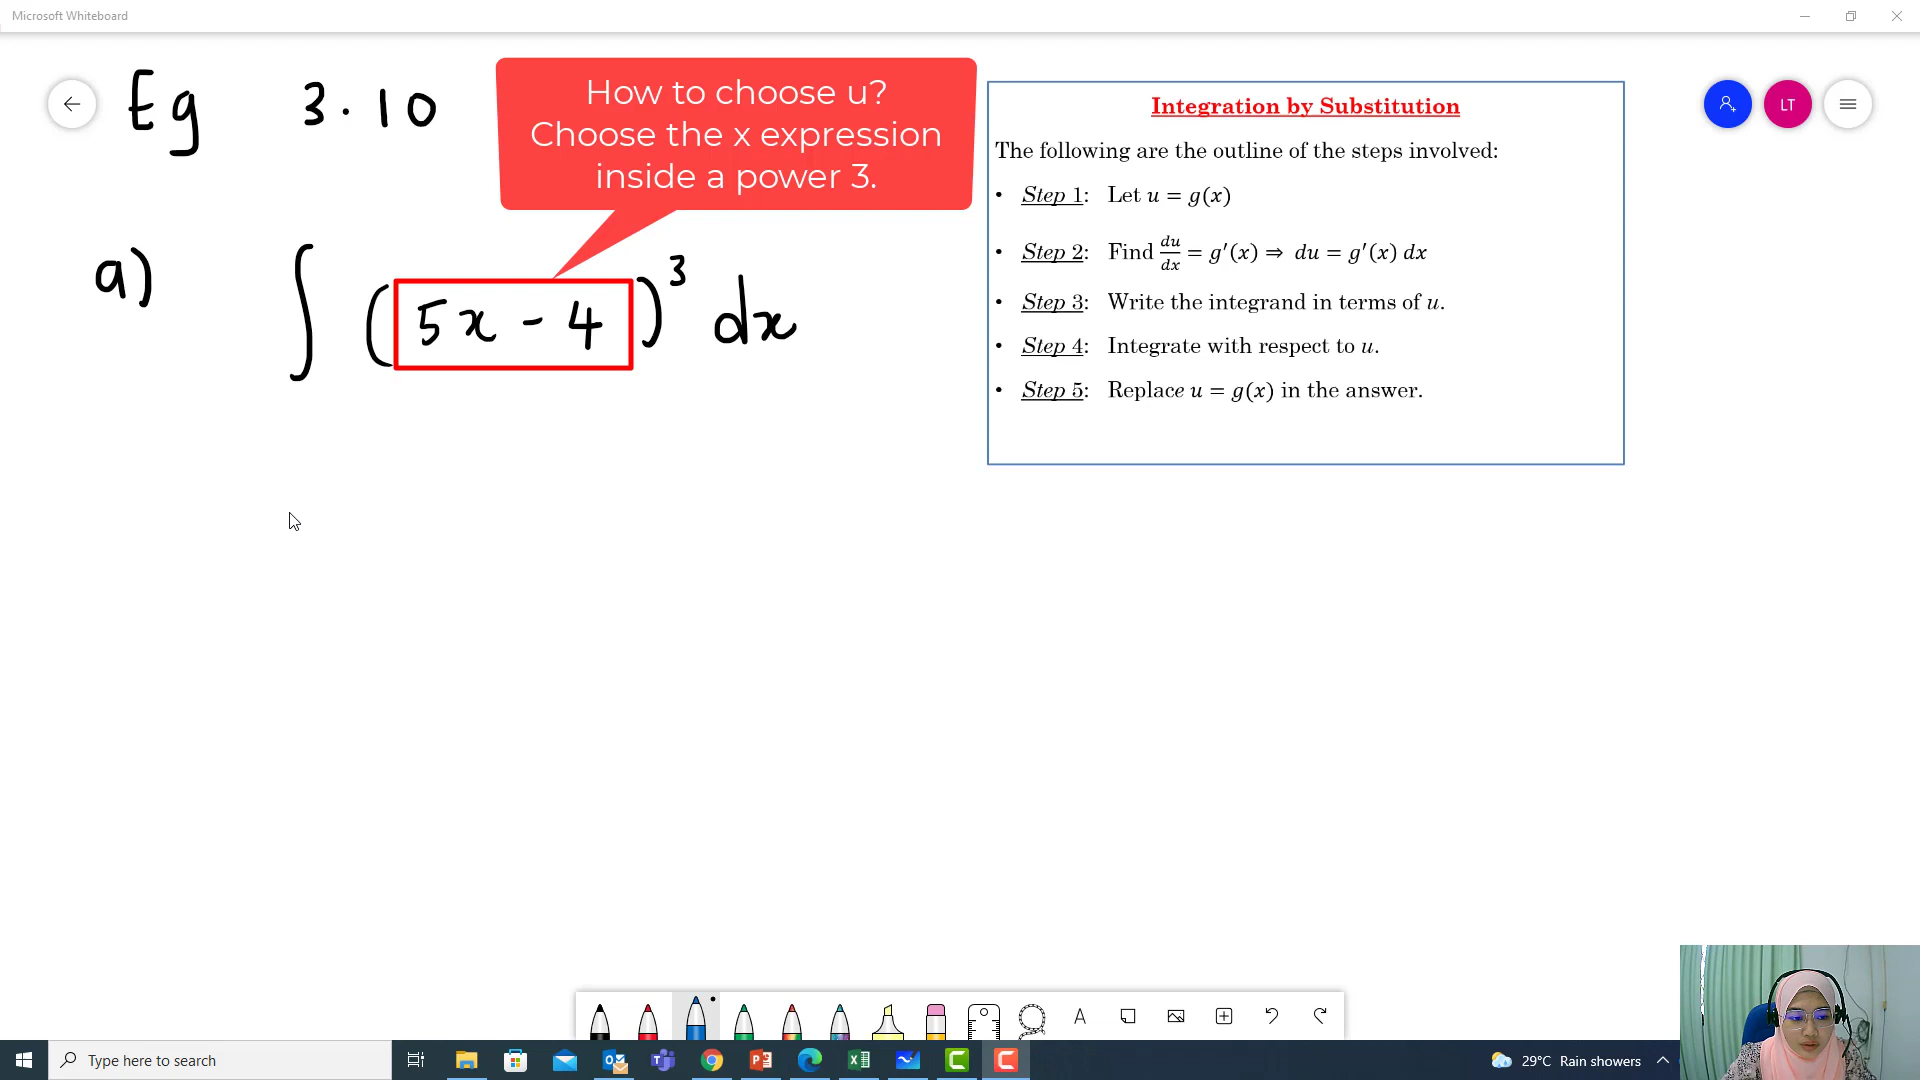 Microsoft Whiteboard
Eg 3.10
How to choose u?
Choose the x expression
inside a power 3.
Integration by Substitution
The following are the outline of the steps involved:
• Step 1: Let u = g(x)
• Step 2: Find du/dx = g′(x) ⇒ du = g′(x) dx
• Step 3: Write the integrand in terms of u.
• Step 4: Integrate with respect to u.
• Step 5: Replace u = g(x) in the answer.
LT
a) ∫ (5x - 4)³ dx
A
Type here to search
29°C Rain showers